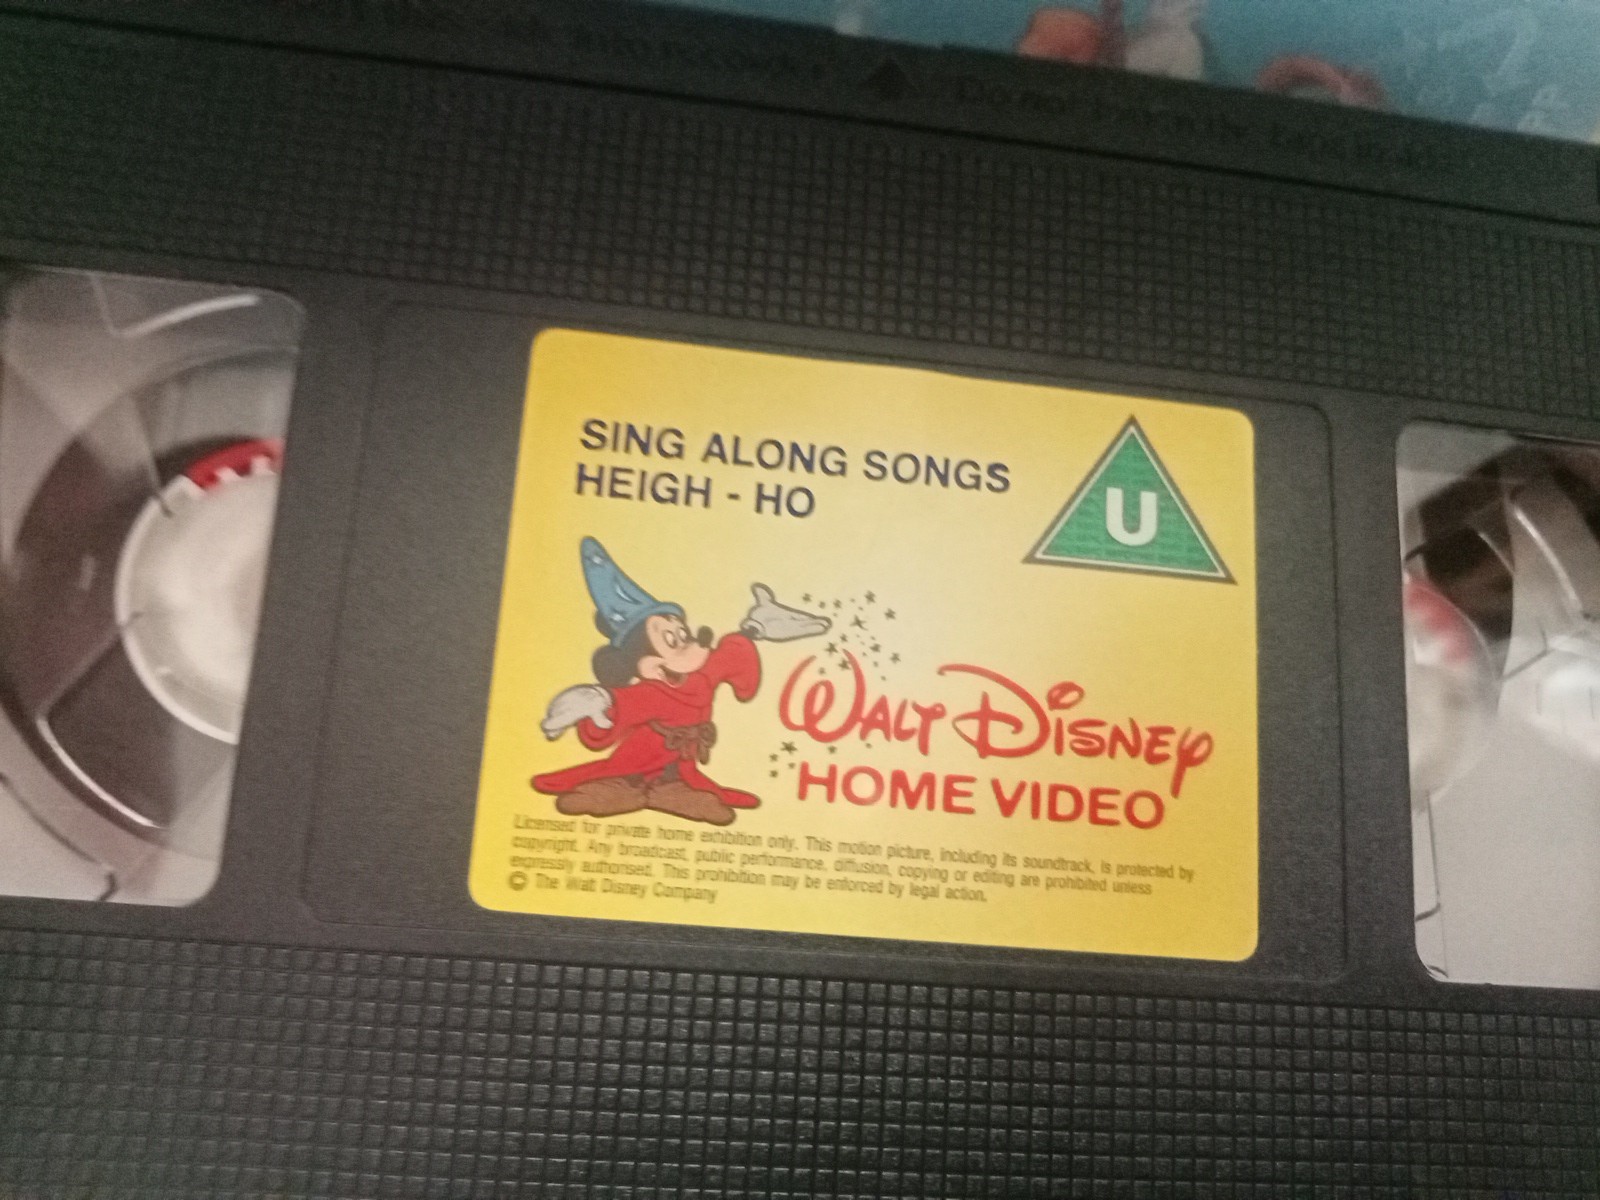 Do not
SING ALONG SONGS
HEIGH - HO
U
WALT DISNEY
HOME VIDEO
Licensed for private home exhibition only. This motion picture, including its soundtrack, is protected by
copyright. Any broadcast, public performance, diffusion, copying or editing are prohibited unless
expressly authorised. This prohibition may be enforced by legal action.
© The Walt Disney Company